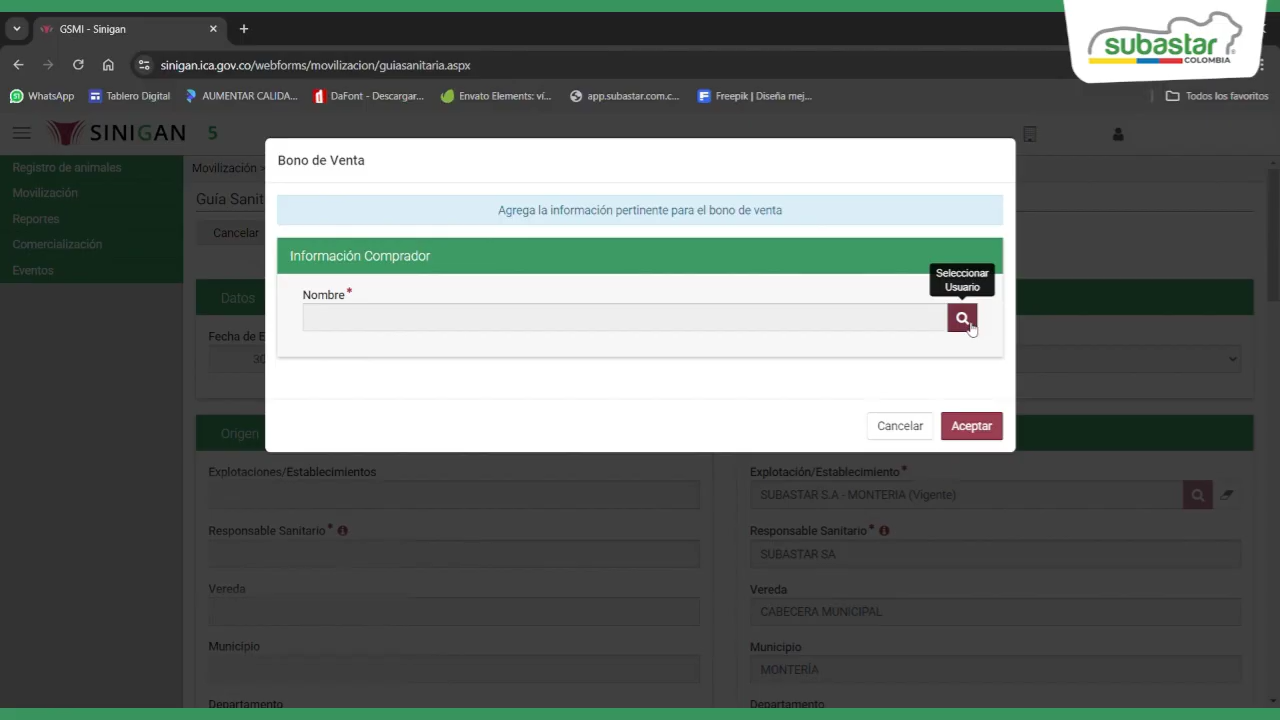 GSMI - Sinigan
subastar
COLOMBIA
sinigan.ica.gov.co/webforms/movilizacion/guiasanitaria.aspx
WhatsApp
Tablero Digital
AUMENTAR CALIDA...
DaFont - Descargar...
Envato Elements: ví...
app.subastar.com.c...
Freepik | Diseña mej...
Todos los favoritos
SINIGAN 5
Registro de animales
Movilización
Reportes
Comercialización
Eventos
Movilización >
Guía Sanit
Cancelar
Bono de Venta
Agrega la información pertinente para el bono de venta
Información Comprador
Seleccionar
Usuario
Nombre *
Cancelar
Aceptar
Datos
Fecha de E
30
Origen
Explotaciones/Establecimientos
Responsable Sanitario *
Vereda
Municipio
Departamento
Explotación/Establecimiento *
SUBASTAR S.A - MONTERIA (Vigente)
Responsable Sanitario *
SUBASTAR SA
Vereda
CABECERA MUNICIPAL
Municipio
MONTERÍA
Departamento